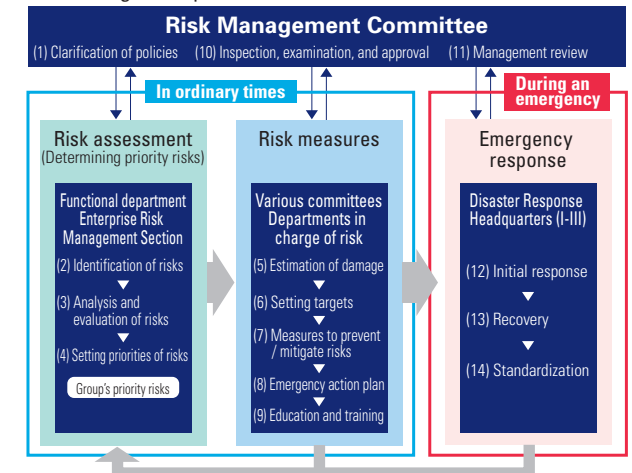 Risk Management Committee
(1) Clarification of policies (10) Inspection, examination, and approval (11) Management review
In ordinary times
During an
emergency
Risk assessment
(Determining priority risks)
Functional department
Enterprise Risk
Management Section
(2) Identification of risks
(3) Analysis and
evaluation of risks
(4) Setting priorities of risks
Group's priority risks
Risk measures
Various committees
Departments in
charge of risk
(5) Estimation of damage
(6) Setting targets
(7) Measures to prevent
/ mitigate risks
(8) Emergency action plan
(9) Education and training
Emergency
response
Disaster Response
Headquarters (I-III)
(12) Initial response
(13) Recovery
(14) Standardization